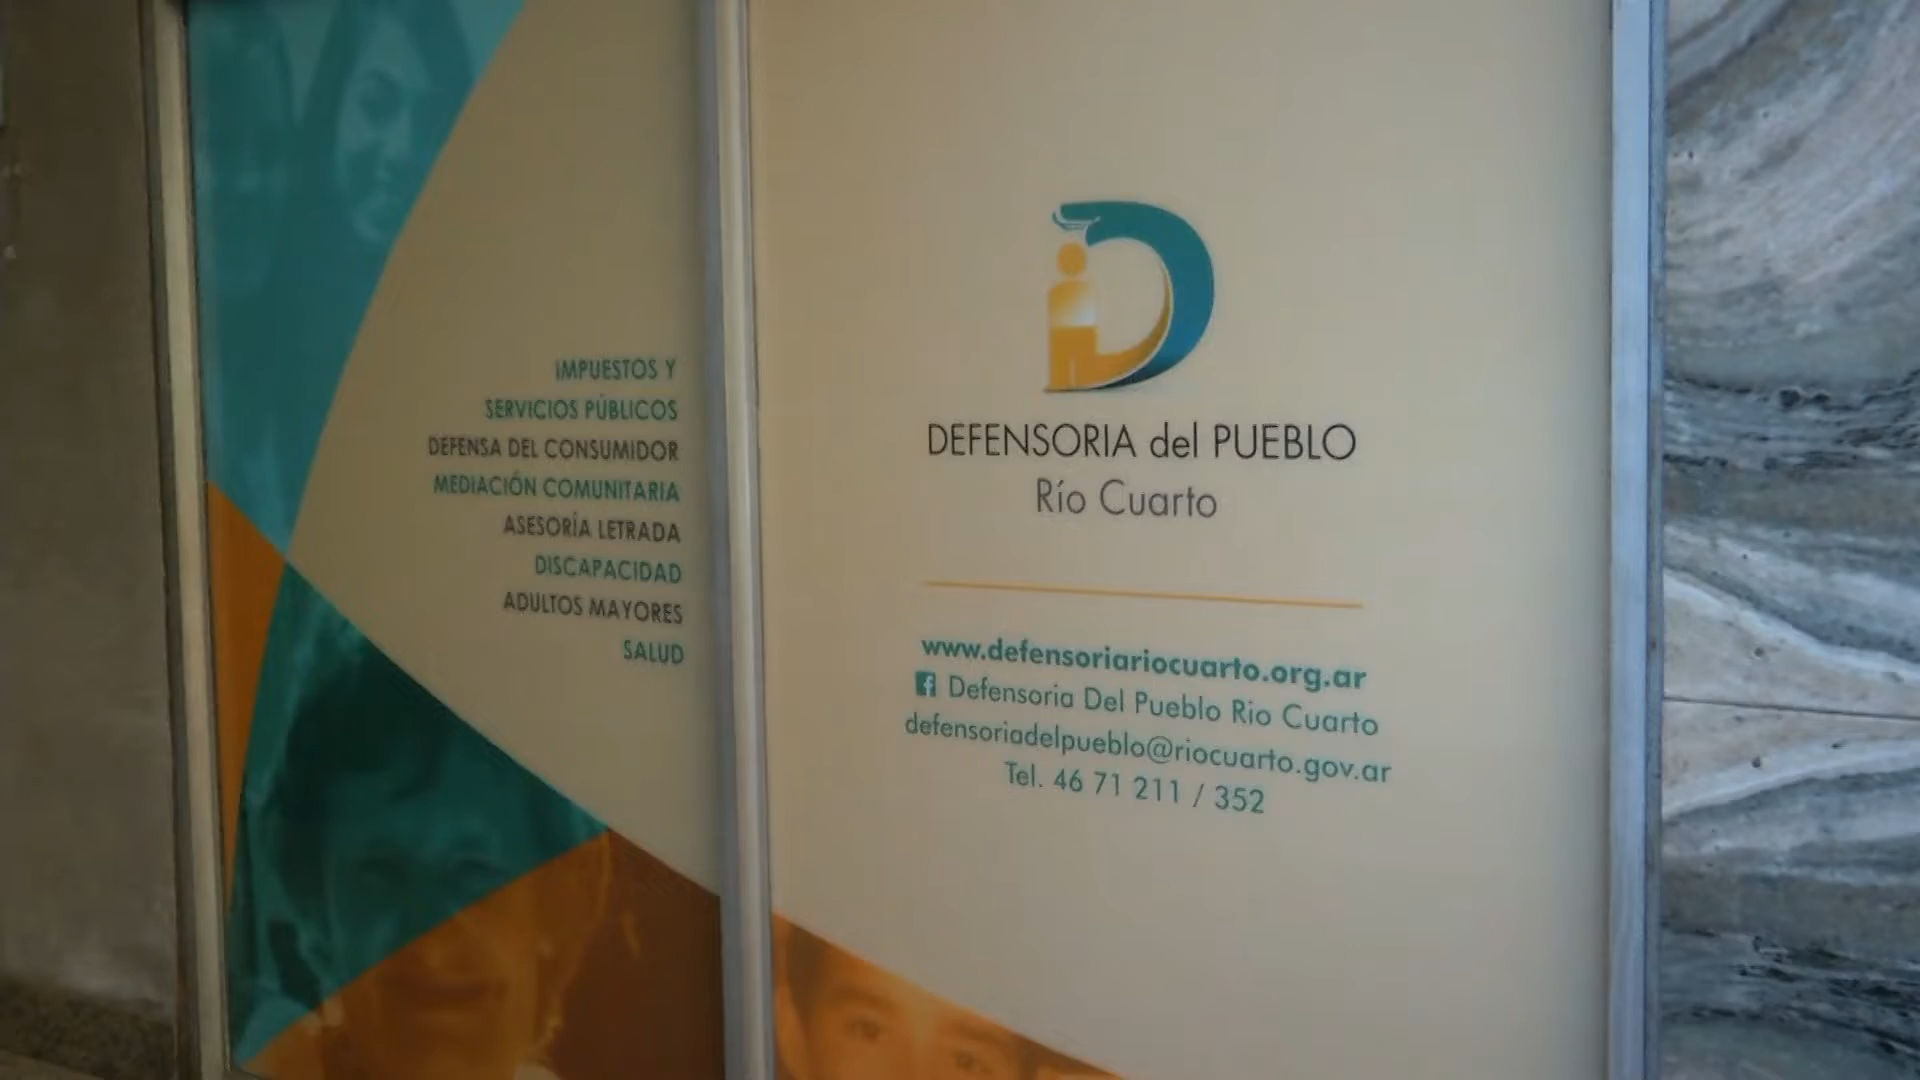 IMPUESTOS Y
SERVICIOS PÚBLICOS
DEFENSA DEL CONSUMIDOR
MEDIACIÓN COMUNITARIA
ASESORÍA LETRADA
DISCAPACIDAD
ADULTOS MAYORES
SALUD
DEFENSORIA del PUEBLO
Río Cuarto
www.defensoriariocuarto.org.ar
f Defensoria Del Pueblo Rio Cuarto
defensoriadelpueblo@riocuarto.gov.ar
Tel. 46 71 211 / 352